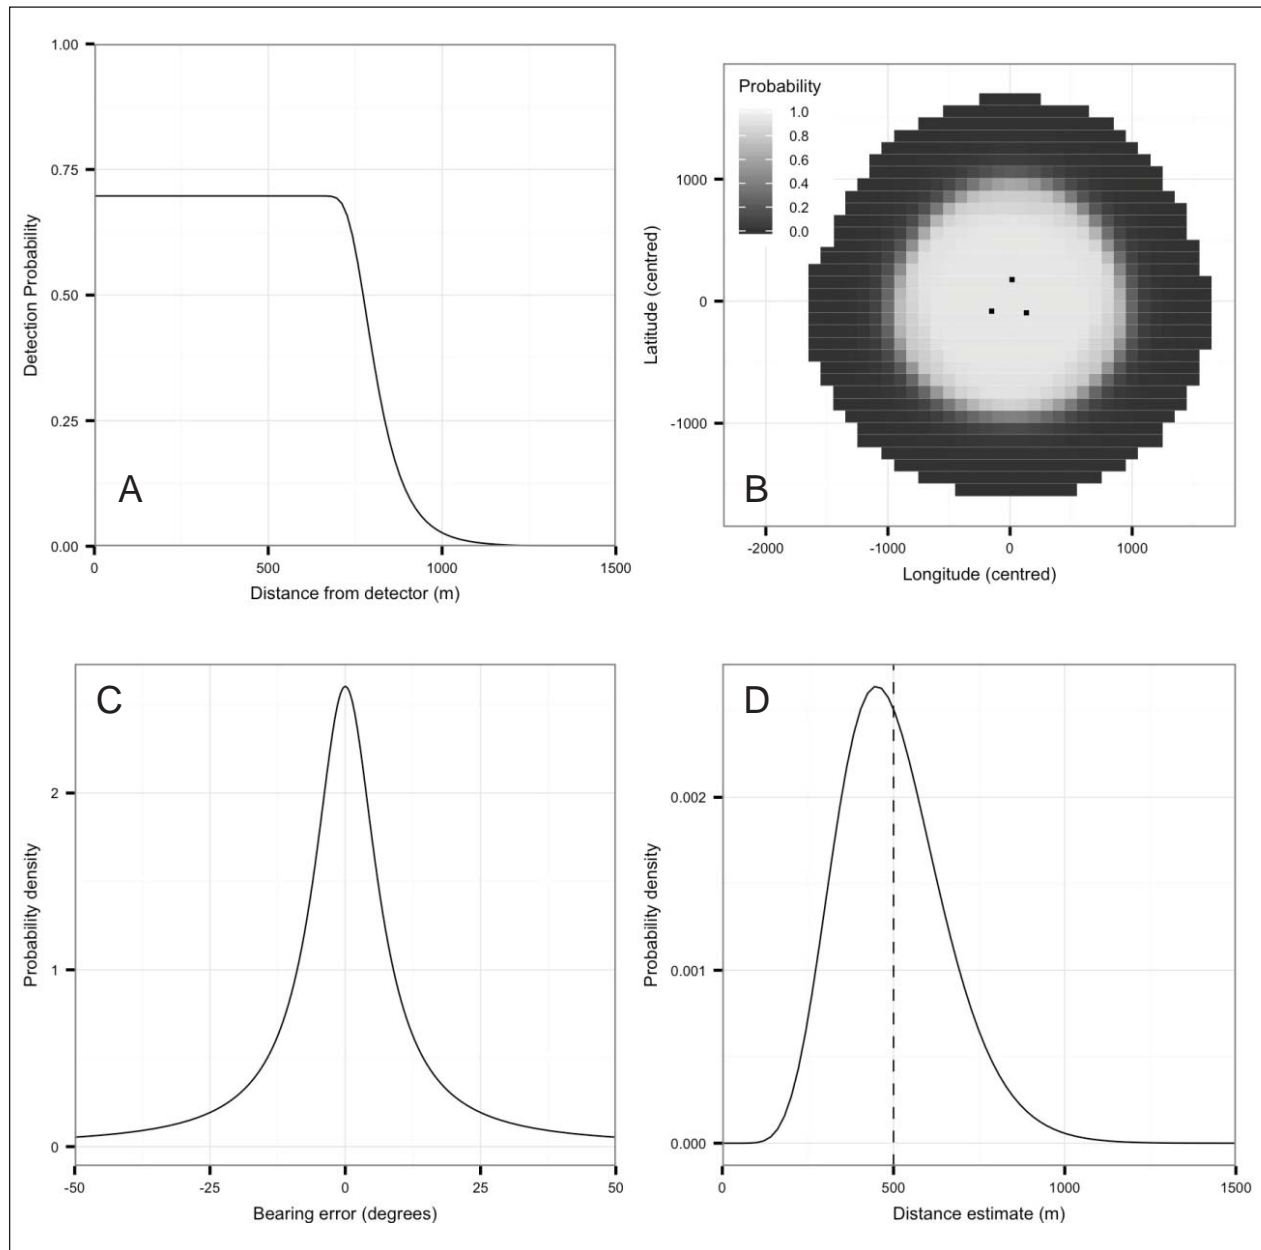 1.00
0.75
0.50
0.25
0.00
Detection Probability
A
0
500
1000
1500
Distance from detector (m)
Probability
1.0
0.8
0.6
0.4
0.2
0.0
1000
0
-1000
Latitude (centred)
B
-2000
-1000
0
1000
Longitude (centred)
C
2
1
0
Probability density
-50
-25
0
25
50
Bearing error (degrees)
D
0.002
0.001
0.000
Probability density
0
500
1000
1500
Distance estimate (m)